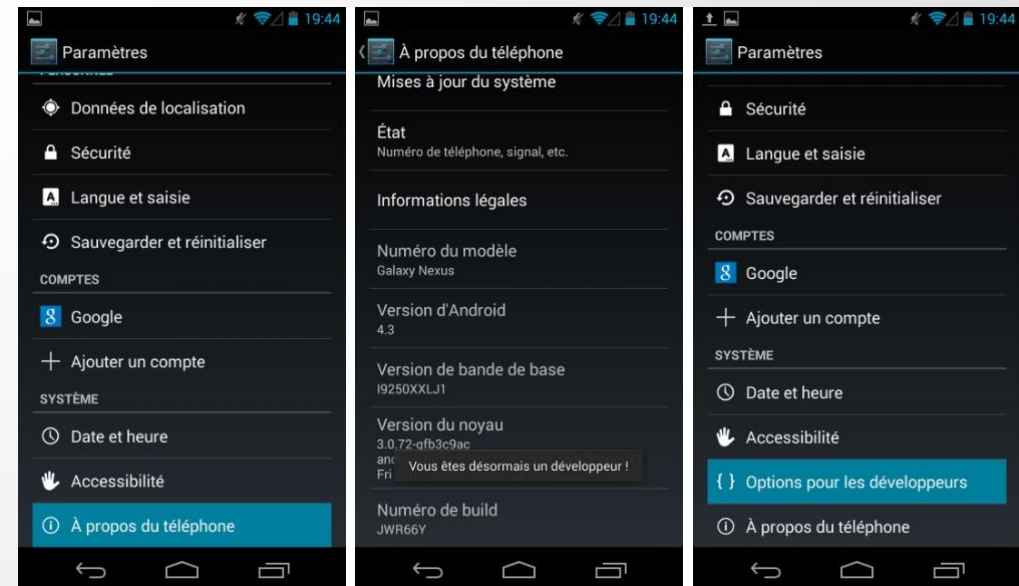 19:44
Paramètres
PERSONNEL
Données de localisation
Sécurité
Langue et saisie
Sauvegarder et réinitialiser
COMPTES
8 Google
Ajouter un compte
SYSTÈME
Date et heure
Accessibilité
À propos du téléphone
19:44
À propos du téléphone
Mises à jour du système
État
Numéro de téléphone, signal, etc.
Informations légales
Numéro du modèle
Galaxy Nexus
Version d'Android
4.3
Version de bande de base
I9250XXLJ1
Version du noyau
3.0.72-gfb3c9ac
Fri
Vous êtes désormais un développeur !
Numéro de build
JWR66Y
19:44
Paramètres
Sécurité
A Langue et saisie
Sauvegarder et réinitialiser
COMPTES
8 Google
Ajouter un compte
SYSTÈME
Date et heure
Accessibilité
{ } Options pour les développeurs
À propos du téléphone